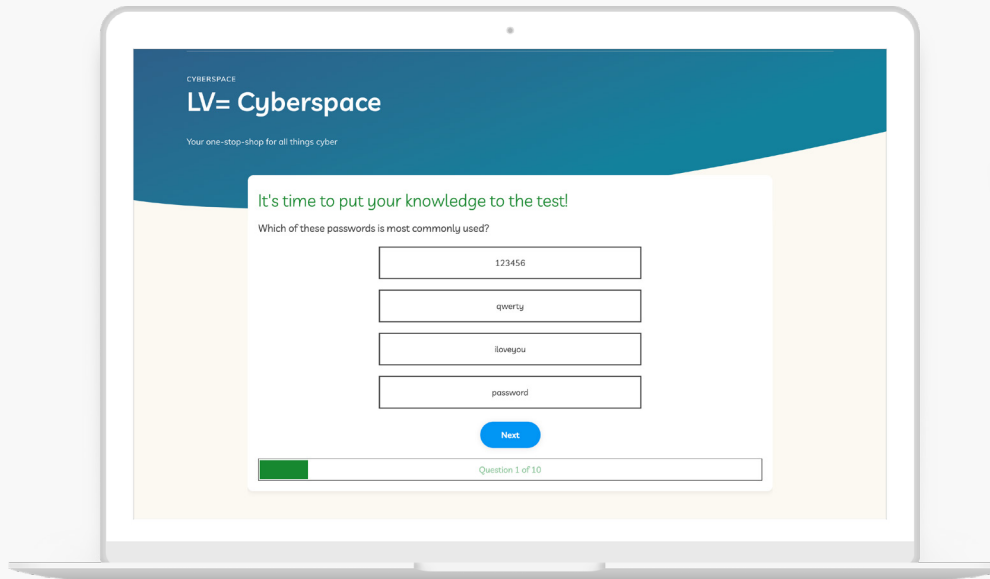 CYBERSPACE
LV= Cyberspace
Your one-stop-shop for all things cyber
It's time to put your knowledge to the test!
Which of these passwords is most commonly used?
123456
qwerty
iloveyou
password
Next
Question 1 of 10